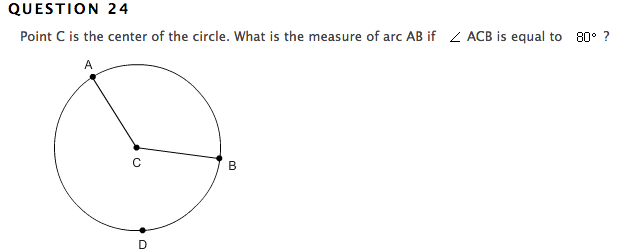 QUESTION 24
Point C is the center of the circle. What is the measure of arc AB if ∠ ACB is equal to 80° ?
A
C
B
D